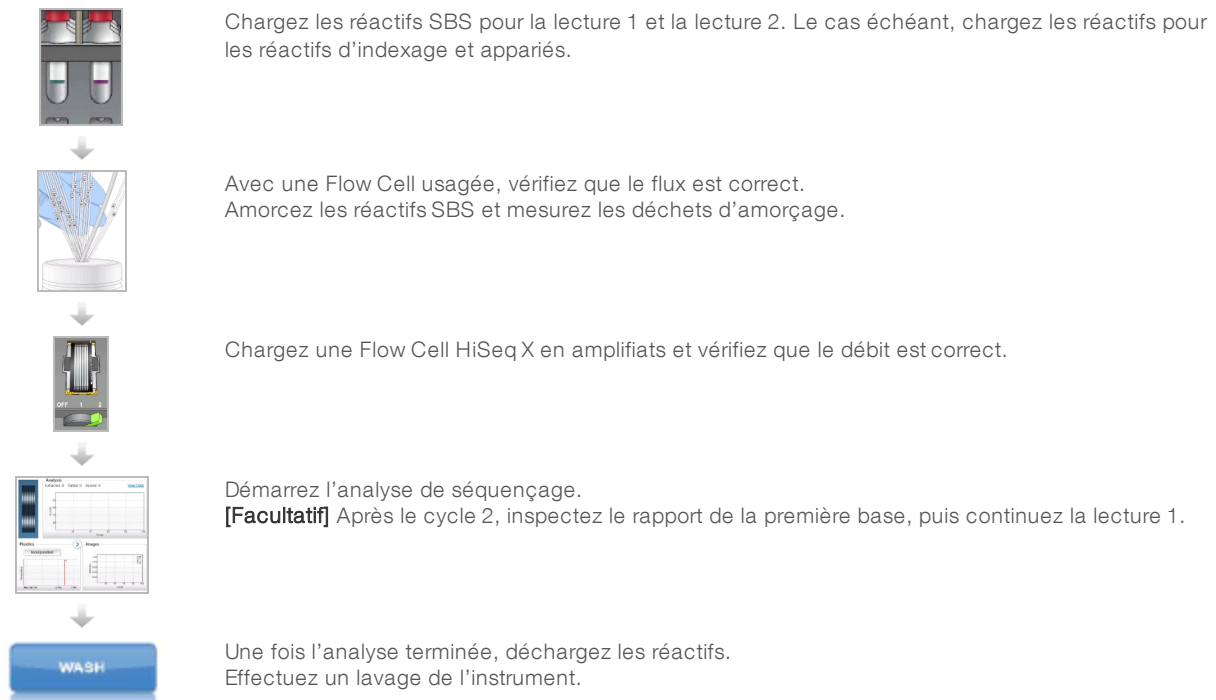 Chargez les réactifs SBS pour la lecture 1 et la lecture 2. Le cas échéant, chargez les réactifs pour
les réactifs d'indexage et appariés.
Avec une Flow Cell usagée, vérifiez que le flux est correct.
Amorcez les réactifs SBS et mesurez les déchets d'amorçage.
Chargez une Flow Cell HiSeq X en amplifiats et vérifiez que le débit est correct.
OFF 1 2
Analysis
Démarrez l'analyse de séquençage.
[Facultatif] Après le cycle 2, inspectez le rapport de la première base, puis continuez la lecture 1.
Fluidics
Images
Incorporation
WASH
Une fois l'analyse terminée, déchargez les réactifs.
Effectuez un lavage de l'instrument.